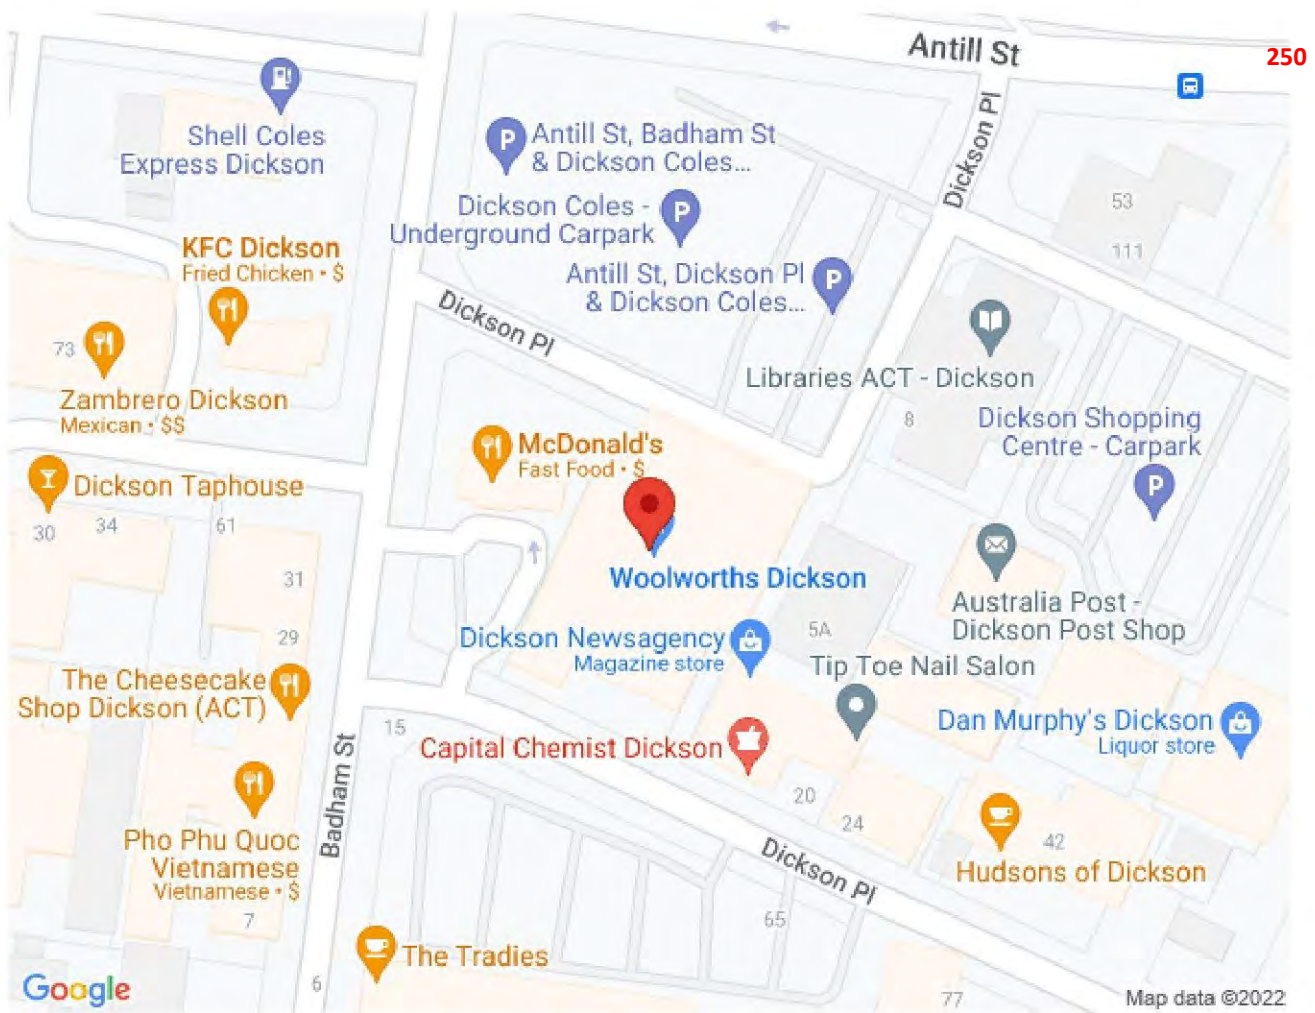 Antill St
250
Shell Coles
Express Dickson
Antill St, Badham St
& Dickson Coles...
Dickson Pl
Dickson Coles -
Underground Carpark
53
KFC Dickson
Fried Chicken • $
111
Antill St, Dickson Pl
& Dickson Coles...
Dickson Pl
73
Libraries ACT - Dickson
Zambrero Dickson
Mexican • $$
8
Dickson Shopping
Centre - Carpark
McDonald's
Fast Food • $
Dickson Taphouse
30
34
61
31
Woolworths Dickson
Australia Post -
Dickson Post Shop
29
Dickson Newsagency
Magazine store
5A
Tip Toe Nail Salon
The Cheesecake
Shop Dickson (ACT)
15
Capital Chemist Dickson
Dan Murphy's Dickson
Liquor store
Badham St
20
24
42
Pho Phu Quoc
Vietnamese
Vietnamese • $
Dickson Pl
Hudsons of Dickson
7
65
The Tradies
6
Google
77
Map data ©2022